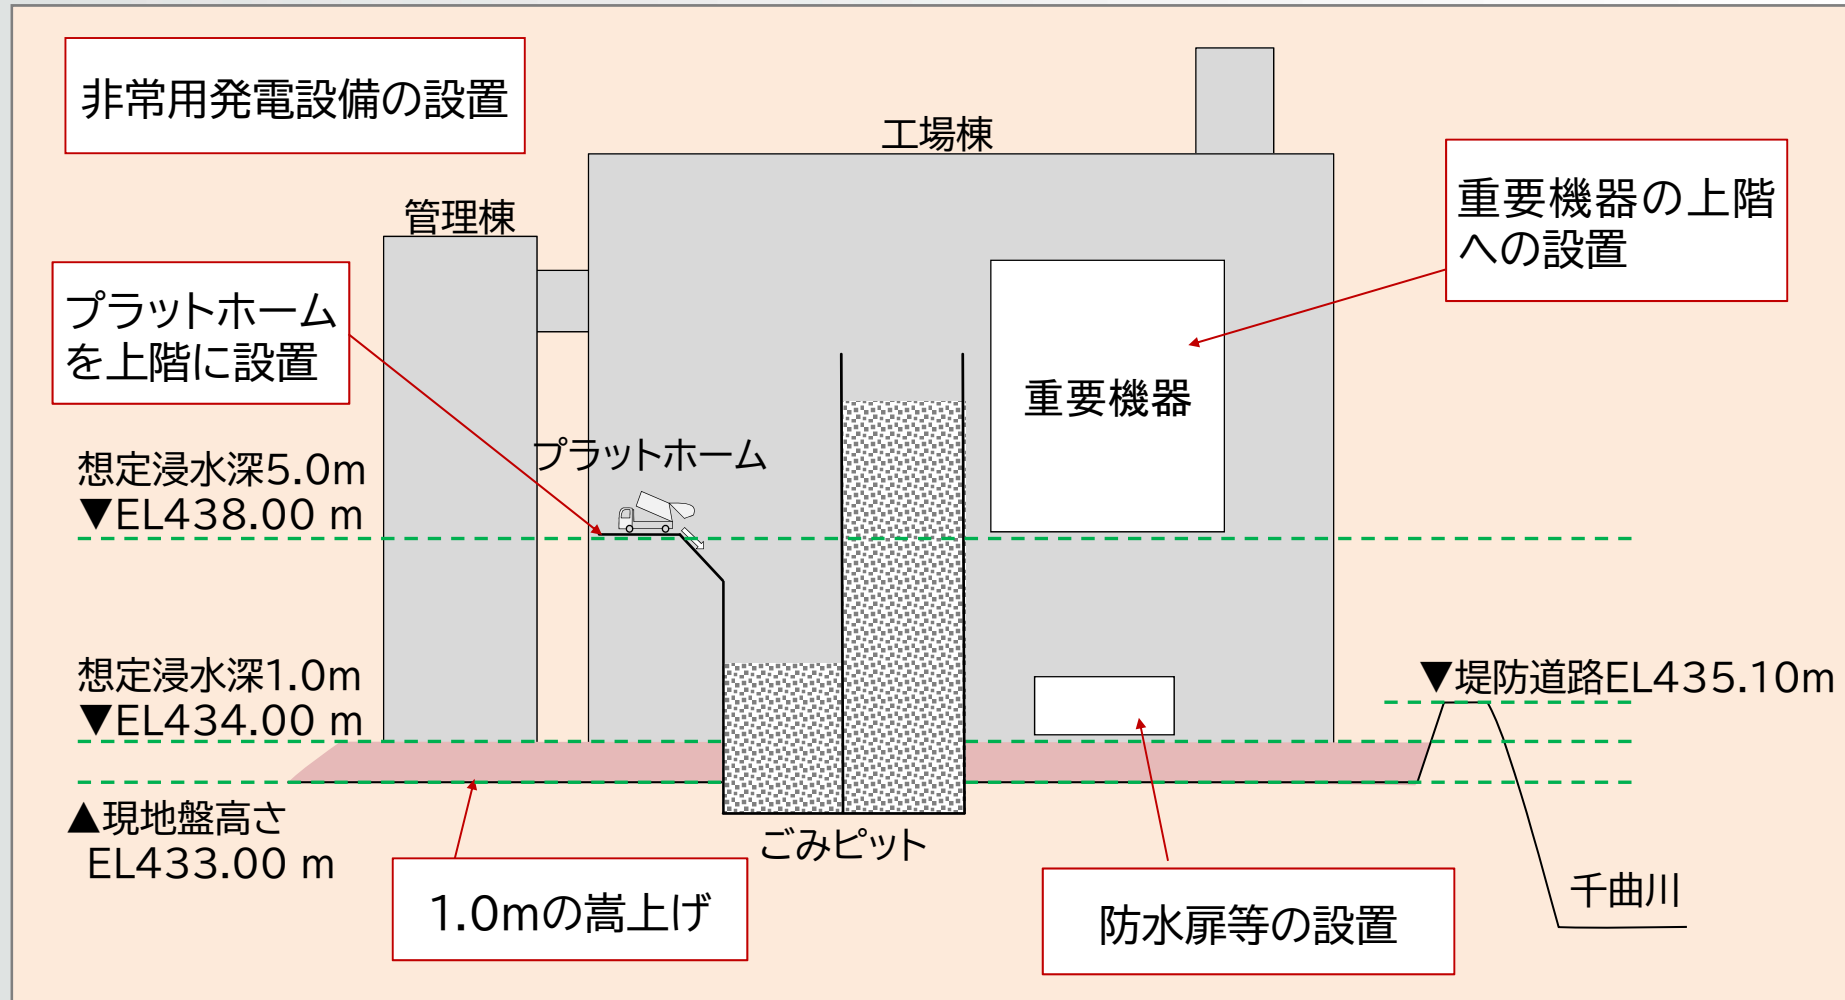 非常用発電設備の設置
工場棟
管理棟
重要機器の上階
への設置
プラットホーム
を上階に設置
重要機器
プラットホーム
想定浸水深5.0m
▼EL438.00 m
想定浸水深1.0m
▼EL434.00 m
▼堤防道路EL435.10m
▲現地盤高さ
EL433.00 m
ごみピット
1.0mの嵩上げ
防水扉等の設置
千曲川